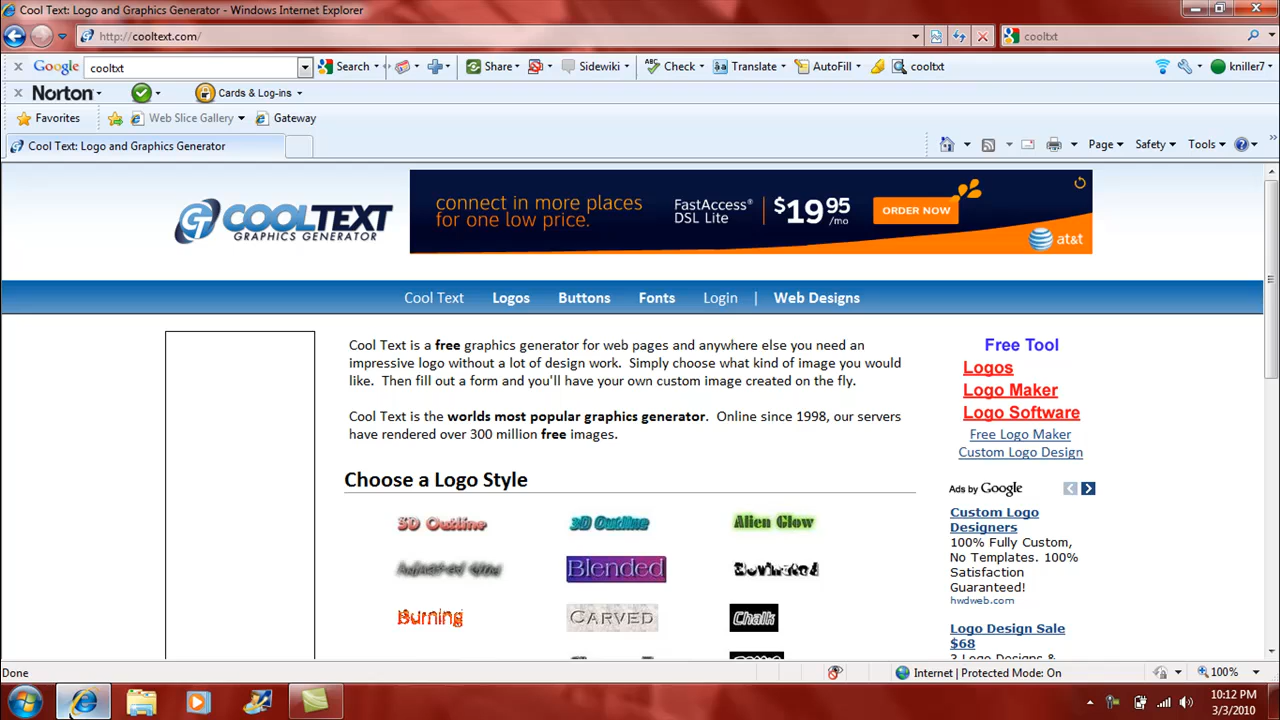 Cool Text: Logo and Graphics Generator - Windows Internet Explorer
http://cooltext.com/
cooltxt
Google
cooltxt
Search
Share
Sidewiki
Check
Translate
AutoFill
cooltxt
kniller7
Norton
Cards & Log-ins
Favorites
Web Slice Gallery
Gateway
Cool Text: Logo and Graphics Generator
Page
Safety
Tools
COOLTEXT
GRAPHICS GENERATOR
connect in more places
for one low price.
FastAccess®
DSL Lite
$19.95
/mo
ORDER NOW
at&t
Cool Text Logos Buttons Fonts Login | Web Designs
Cool Text is a free graphics generator for web pages and anywhere else you need an
impressive logo without a lot of design work. Simply choose what kind of image you would
like. Then fill out a form and you'll have your own custom image created on the fly.
Cool Text is the worlds most popular graphics generator. Online since 1998, our servers
have rendered over 300 million free images.
Choose a Logo Style
3D Outline
3D Outline
Alien Glow
Animated Glow
Blended
Bovinated
Burning
Carved
Chalk
Free Tool
Logos
Logo Maker
Logo Software
Free Logo Maker
Custom Logo Design
Ads by Google
Custom Logo
Designers
100% Fully Custom,
No Templates. 100%
Satisfaction
Guaranteed!
hwdweb.com
Logo Design Sale
$68
3 Logo Designs &
Done
Internet | Protected Mode: On
100%
10:12 PM
3/3/2010